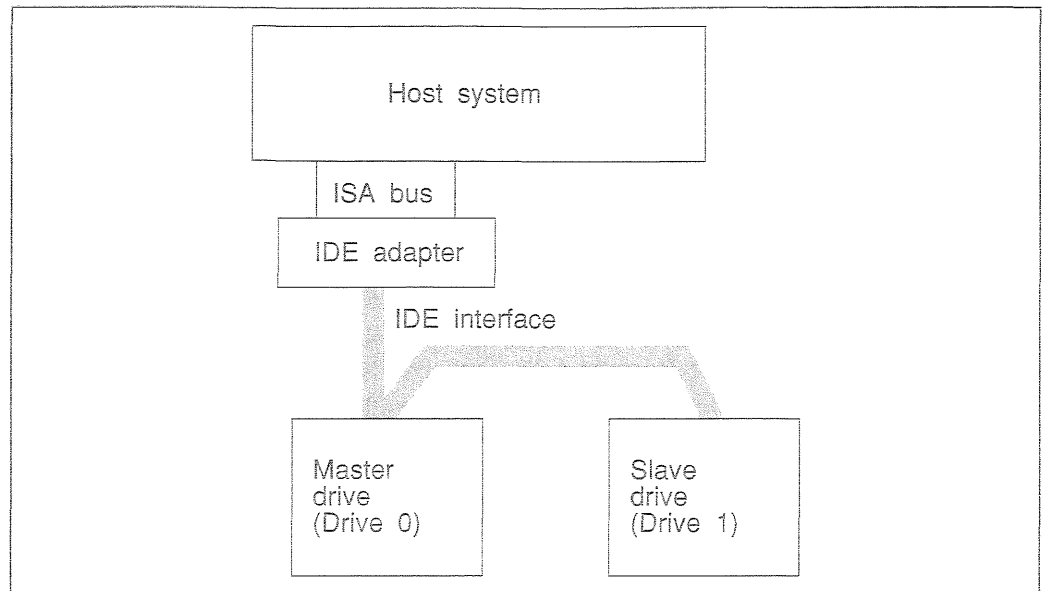 Host system
ISA bus
IDE adapter
IDE interface
Master
drive
(Drive 0)
Slave
drive
(Drive 1)